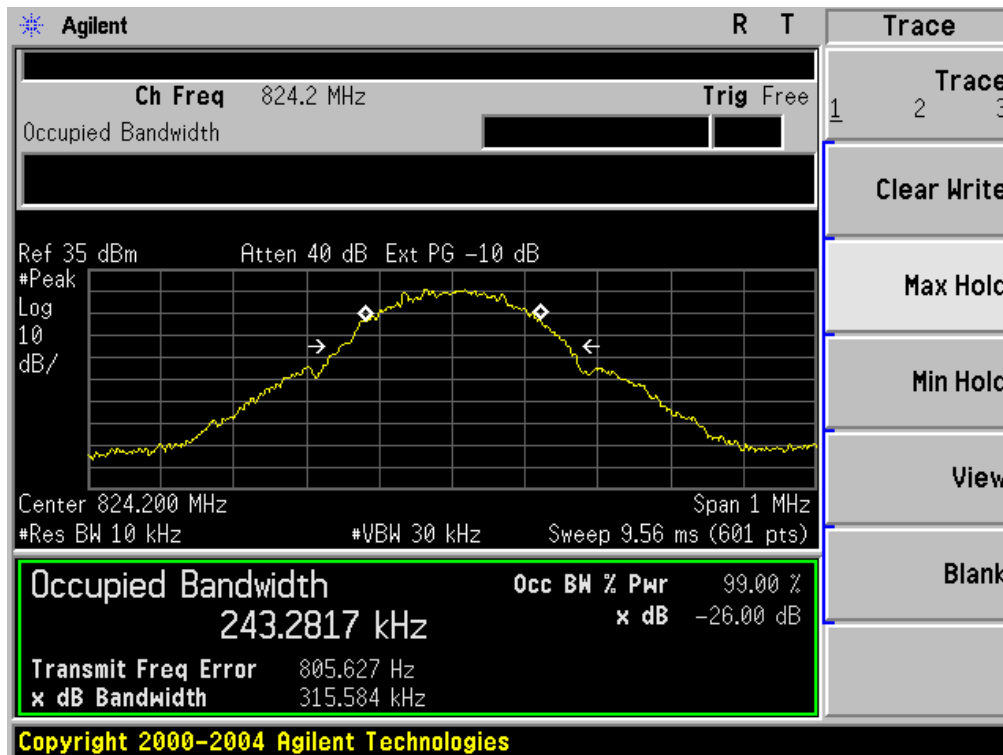 Agilent R T
Trace
Ch Freq 824.2 MHz Trig Free
Occupied Bandwidth
Trace
1 2 3
Clear Write
Max Hold
Min Hold
View
Blank
Ref 35 dBm Atten 40 dB Ext PG -10 dB
#Peak
Log
10
dB/
Center 824.200 MHz Span 1 MHz
#Res BW 10 kHz #VBW 30 kHz Sweep 9.56 ms (601 pts)
Occupied Bandwidth Occ BW % Pwr 99.00 %
243.2817 kHz x dB -26.00 dB
Transmit Freq Error 805.627 Hz
x dB Bandwidth 315.584 kHz
Copyright 2000-2004 Agilent Technologies